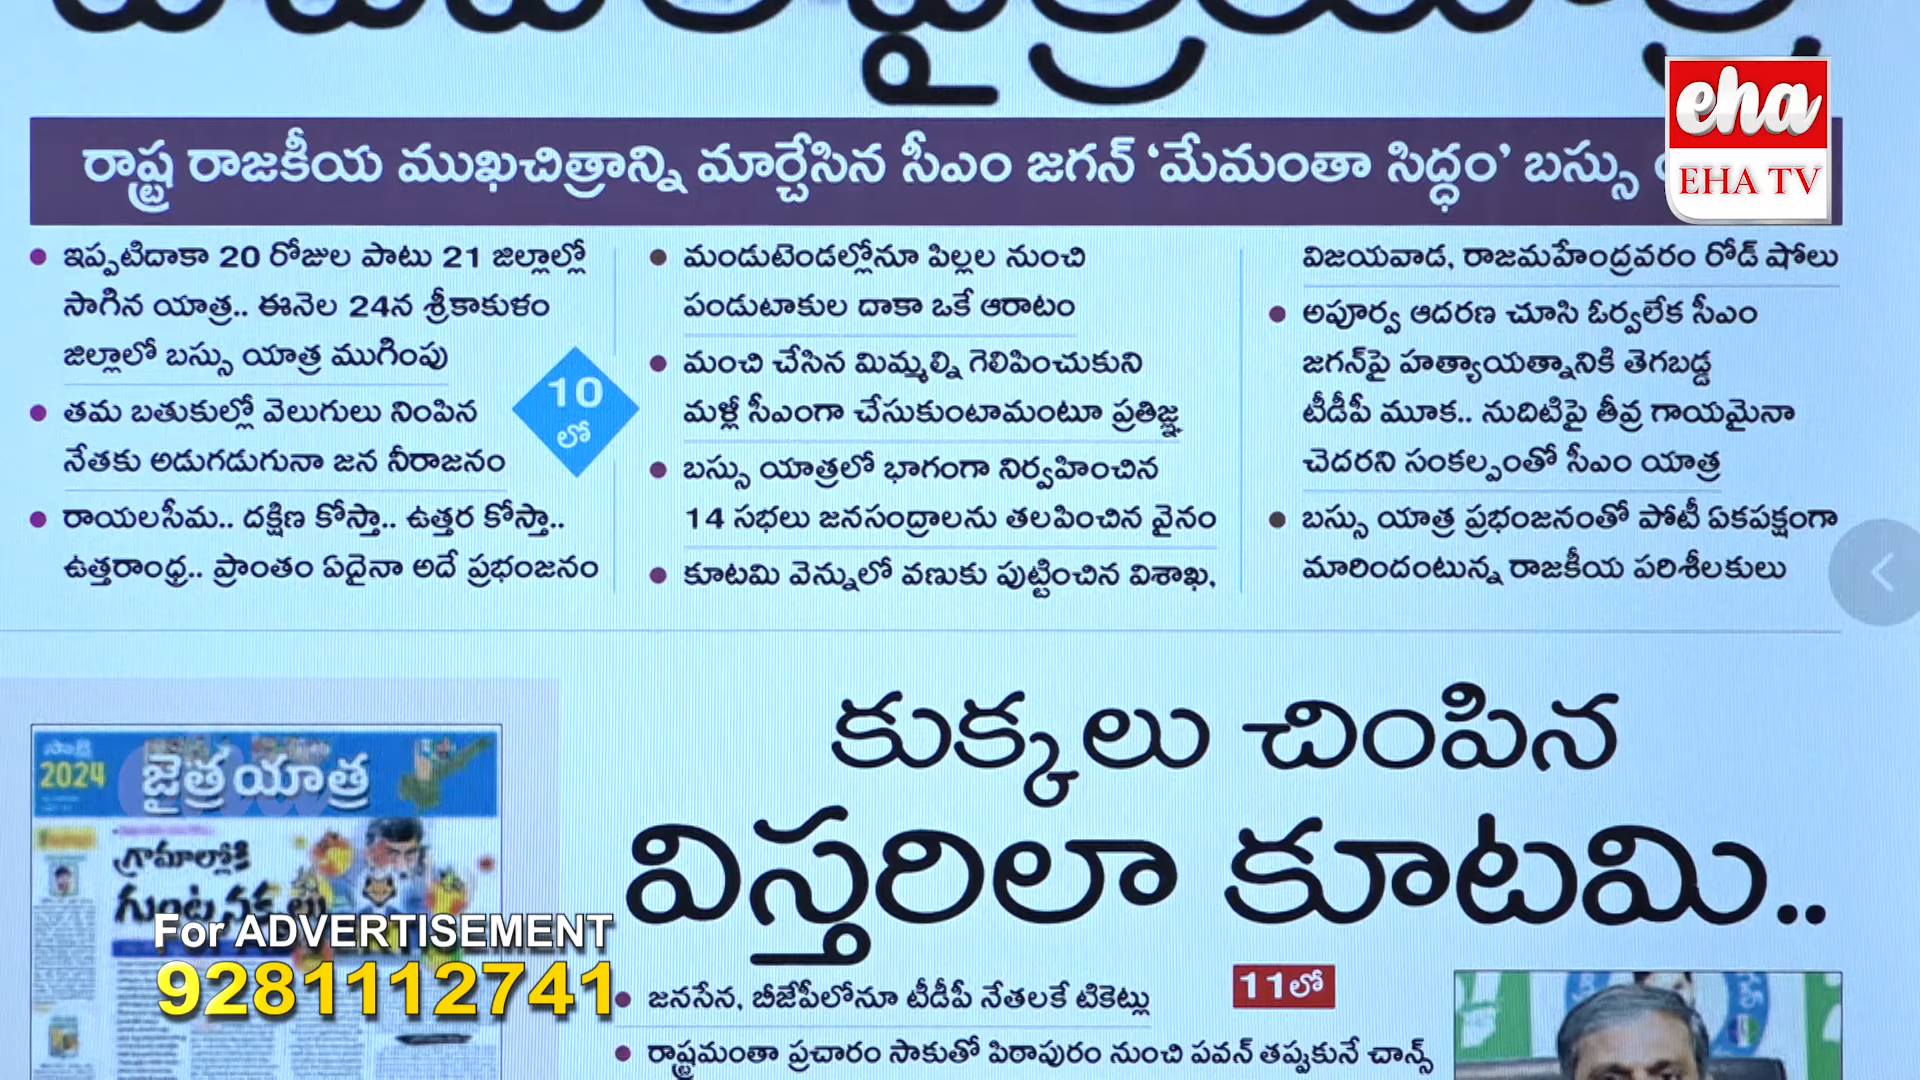 eha
EHA TV
రాష్ట్ర రాజకీయ ముఖచిత్రాన్ని మార్చేసిన సీఎం జగన్ ‘మేమంతా సిద్ధం’ బస్సు
• ఇప్పటిదాకా 20 రోజుల పాటు 21 జిల్లాల్లో
సాగిన యాత్ర.. ఈనెల 24న శ్రీకాకుళం
జిల్లాలో బస్సు యాత్ర ముగింపు
• తమ బతుకుల్లో వెలుగులు నింపిన
నేతకు అడుగడుగునా జన నీరాజనం
• రాయలసీమ.. దక్షిణ కోస్తా.. ఉత్తర కోస్తా..
ఉత్తరాంధ్ర.. ప్రాంతం ఏదైనా అదే ప్రభంజనం
10
లో
• మండుటెండల్లోనూ పిల్లల నుంచి
పండుటాకుల దాకా ఒకే ఆరాటం
• మంచి చేసిన మిమ్మల్ని గెలిపించుకుని
మళ్లీ సీఎంగా చేసుకుంటామంటూ ప్రతిజ్ఞ
• బస్సు యాత్రలో భాగంగా నిర్వహించిన
14 సభలు జనసంద్రాలను తలపించిన వైనం
• కూటమి వెన్నులో వణుకు పుట్టించిన విశాఖ,
విజయవాడ, రాజమహేంద్రవరం రోడ్ షోలు
• అపూర్వ ఆదరణ చూసి ఓర్వలేక సీఎం
జగన్‌పై హత్యాయత్నానికి తెగబడ్డ
టీడీపీ మూక.. నుదిటిపై తీవ్ర గాయమైనా
చెదరని సంకల్పంతో సీఎం యాత్ర
• బస్సు యాత్ర ప్రభంజనంతో పోటీ ఏకపక్షంగా
మారిందంటున్న రాజకీయ పరిశీలకులు
సాక్షి
2024
జైత్రయాత్ర
గ్రామాల్లోకి
గుంటనక్కలు
For ADVERTISEMENT
9281112741
కుక్కలు చింపిన
విస్తరిలా కూటమి..
• జనసేన, బీజేపీలోనూ టీడీపీ నేతలకే టికెట్లు
11లో
• రాష్ట్రమంతా ప్రచారం సాకుతో పిఠాపురం నుంచి పవన్ తప్పుకునే చాన్స్